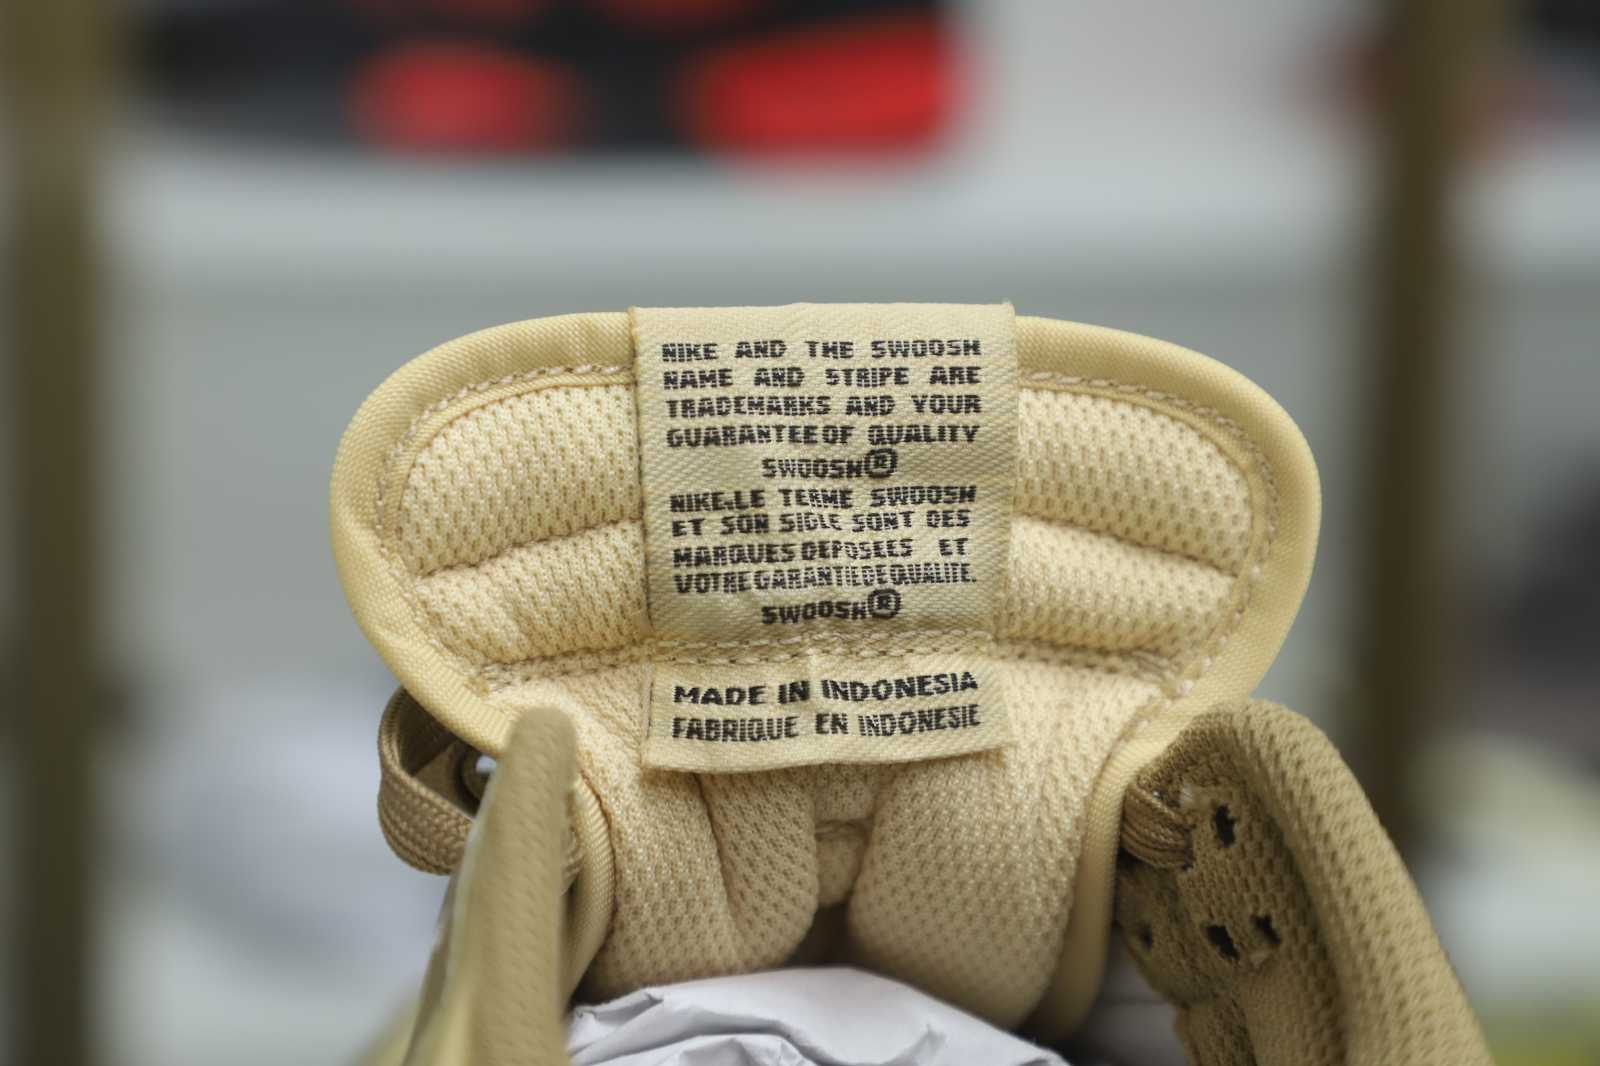 NIKE AND THE SWOOSH
NAME AND STRIPE ARE
TRADEMARKS AND YOUR
GUARANTEE OF QUALITY
SWOOSH®
NIKE.LE TERME SWOOSH
ET SON SIGLE SONT DES
MARQUES DEPOSEES ET
VOTRE GARANTIE DE QUALITE.
SWOOSH®
MADE IN INDONESIA
FABRIQUE EN INDONESIE